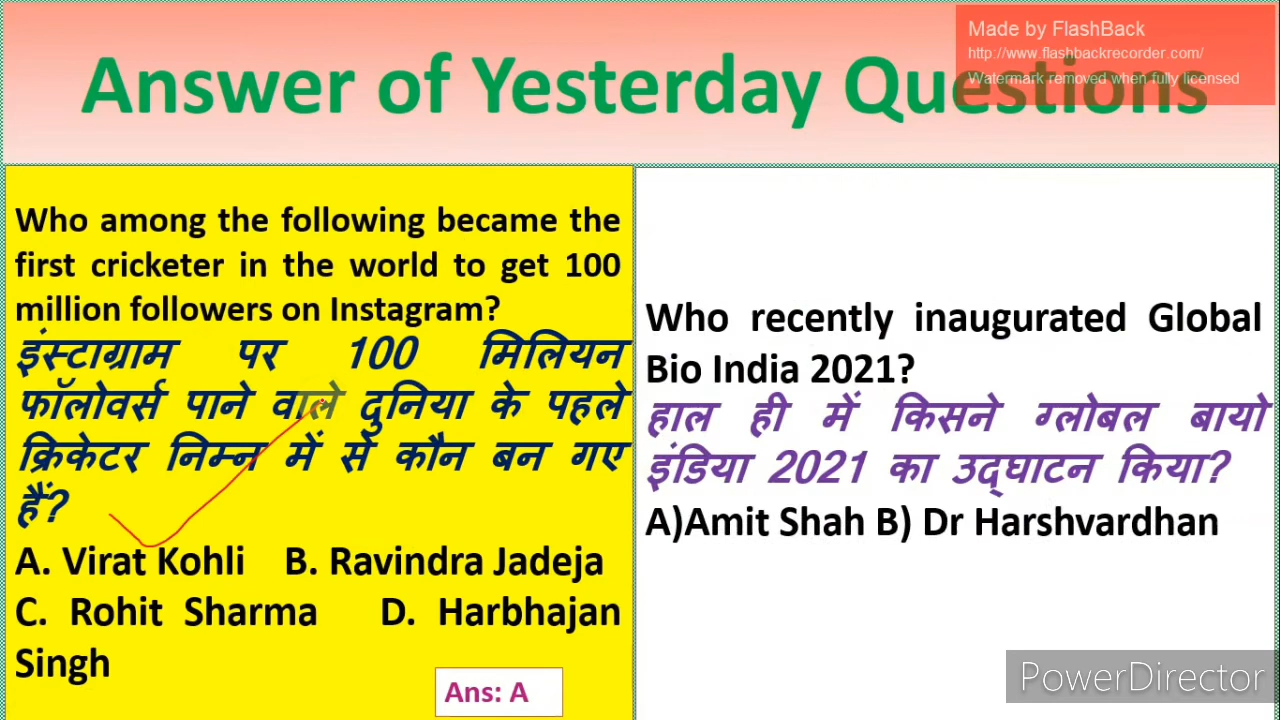 Made by FlashBack
http://www.flashbackrecorder.com/
Watermark removed when fully licensed
Answer of Yesterday Questions
Who among the following became the
first cricketer in the world to get 100
million followers on Instagram?
इंस्टाग्राम पर 100 मिलियन
फॉलोवर्स पाने वाले दुनिया के पहले
क्रिकेटर निम्न में से कौन बन गए
हैं?
A. Virat Kohli B. Ravindra Jadeja
C. Rohit Sharma D. Harbhajan
Singh
Ans: A
Who recently inaugurated Global
Bio India 2021?
हाल ही में किसने ग्लोबल बायो
इंडिया 2021 का उद्घाटन किया?
A)Amit Shah B) Dr Harshvardhan
PowerDirector